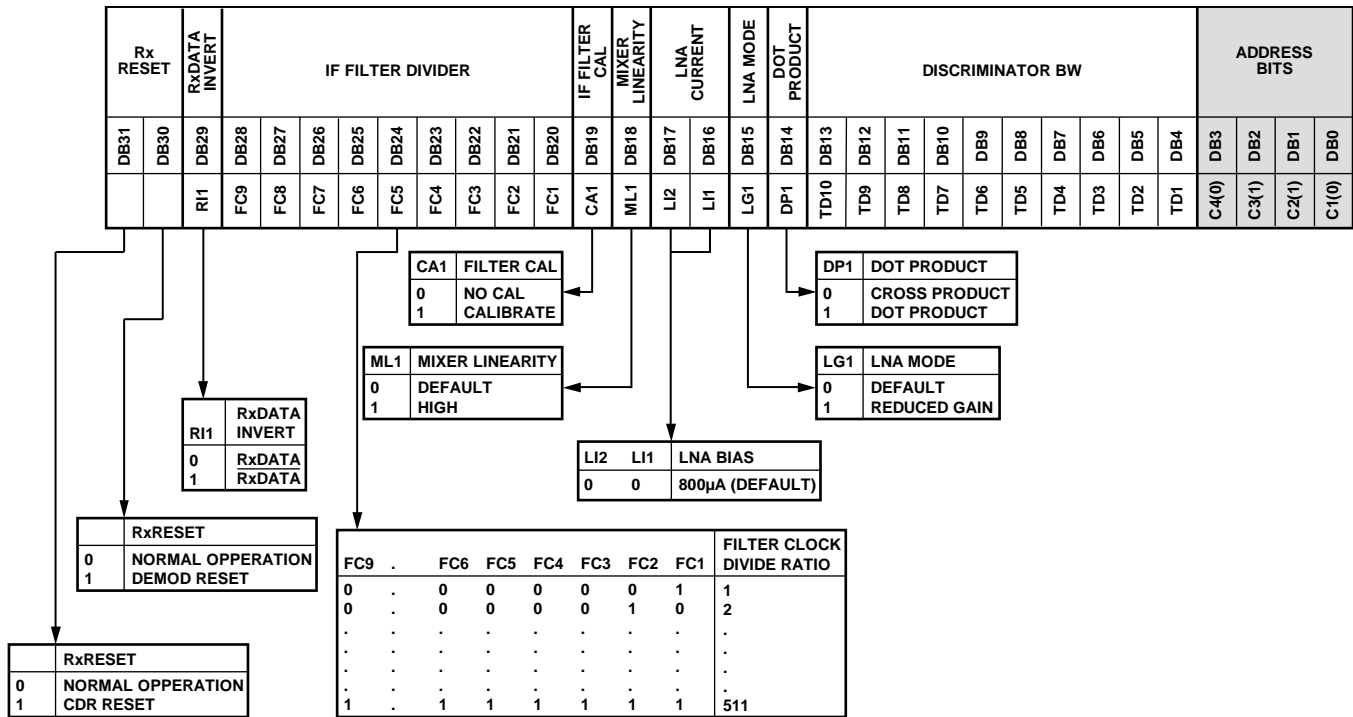 Rx RESET
RxDATA INVERT
IF FILTER DIVIDER
IF FILTER CAL
MIXER LINEARITY
LNA CURRENT
LNA MODE
DOT PRODUCT
DISCRIMINATOR BW
ADDRESS BITS
DB31 DB30 DB29 DB28 DB27 DB26 DB25 DB24 DB23 DB22 DB21 DB20 DB19 DB18 DB17 DB16 DB15 DB14 DB13 DB12 DB11 DB10 DB9 DB8 DB7 DB6 DB5 DB4 DB3 DB2 DB1 DB0
RI1 FC9 FC8 FC7 FC6 FC5 FC4 FC3 FC2 FC1 CA1 ML1 LI2 LI1 LG1 DP1 TD10 TD9 TD8 TD7 TD6 TD5 TD4 TD3 TD2 TD1 C4(0) C3(1) C2(1) C1(0)
CA1 FILTER CAL
0 NO CAL
1 CALIBRATE
DP1 DOT PRODUCT
0 CROSS PRODUCT
1 DOT PRODUCT
ML1 MIXER LINEARITY
0 DEFAULT
1 HIGH
LG1 LNA MODE
0 DEFAULT
1 REDUCED GAIN
RI1 RxDATA INVERT
0 RxDATA
1 RxDATA
LI2 LI1 LNA BIAS
0 0 800µA (DEFAULT)
RxRESET
0 NORMAL OPPERATION
1 DEMOD RESET
FC9 . FC6 FC5 FC4 FC3 FC2 FC1 FILTER CLOCK DIVIDE RATIO
0 . 0 0 0 0 0 1 1
0 . 0 0 0 0 1 0 2
. . . . . . . . .
. . . . . . . . .
. . . . . . . . .
. . . . . . . . .
1 . 1 1 1 1 1 1 511
RxRESET
0 NORMAL OPPERATION
1 CDR RESET